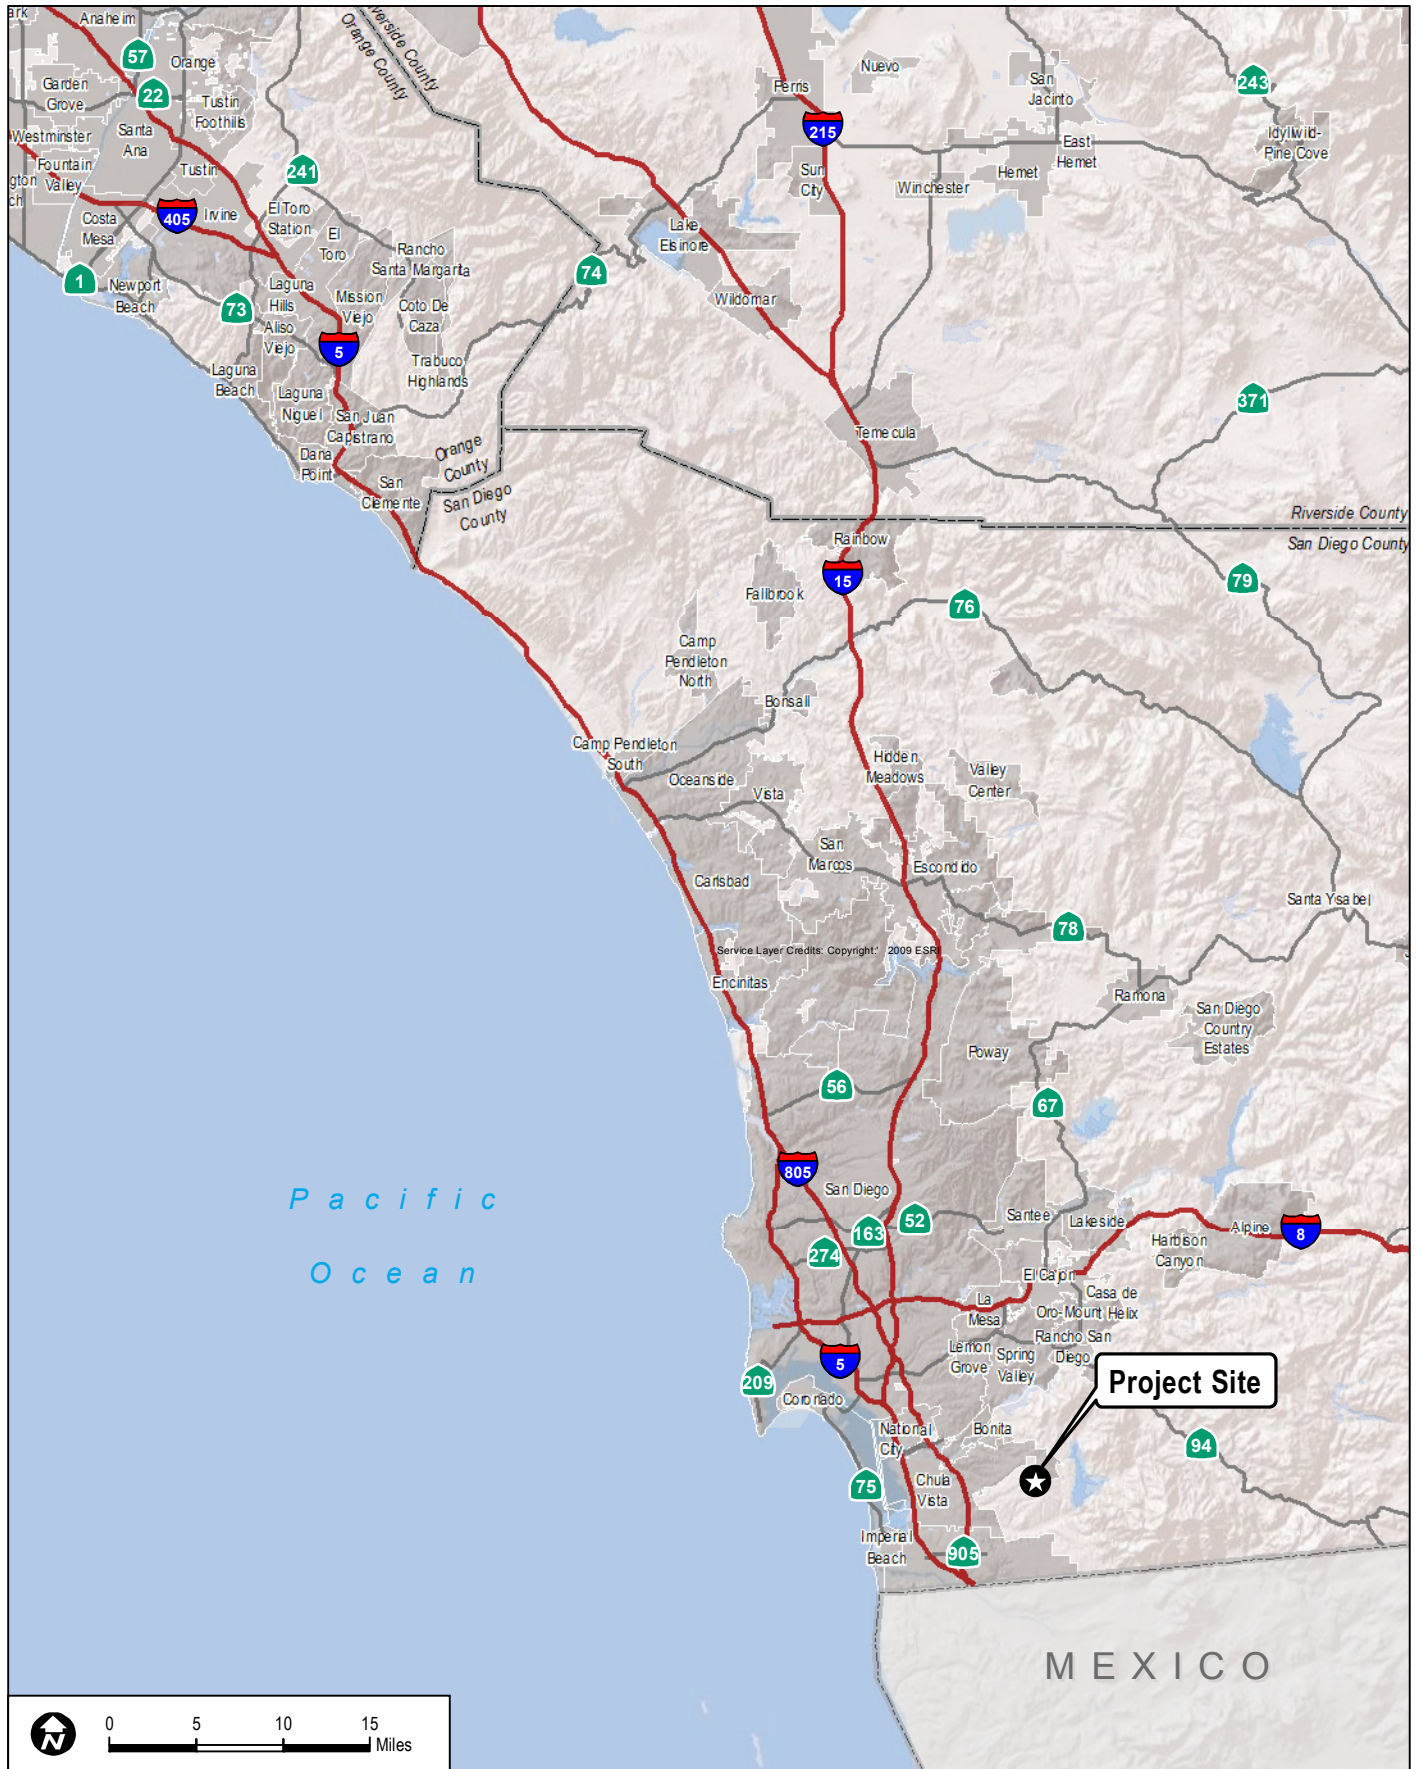 ark
Anaheim
57
Orange
Riverside County
Orange County
Garden
Grove
22
Tustin
Foothills
Westminster
Santa
Ana
Fountain
Valley
gton
ch
Tustin
241
405
Irvine
Costa
Mesa
El Toro
Station
El
Toro
Rancho
Santa Margarita
1
Newport
Beach
73
Laguna
Hills
Mission
Viejo
Coto De
Caza
Aliso
Viejo
5
Trabuco
Highlands
Laguna
Beach
Laguna
Niguel
San Juan
Capistrano
Dana
Point
San
Clemente
Orange
County
San Diego
County
74
Lake
Elsinore
Wildomar
Perris
Nuevo
215
Sun
City
San
Jacinto
243
East
Hemet
Hemet
Winchester
Idyllwild-
Pine Cove
371
Temecula
Riverside County
San Diego County
Rainbow
15
79
Fallbrook
76
Camp
Pendleton
North
Bonsall
Camp Pendleton
South
Oceanside
Vista
Hidden
Meadows
Valley
Center
San
Marcos
Escondido
Carlsbad
Santa Ysabel
78
Service Layer Credits: Copyright:' 2009 ESRI
Encinitas
Ramona
San Diego
Country
Estates
Poway
56
67
Pacific
Ocean
805
San Diego
52
163
274
Santee
Lakeside
Alpine
8
Harbison
Canyon
El Cajon
La
Mesa
Casa de
Oro-Mount Helix
Rancho San
Diego
Lemon
Grove
Spring
Valley
5
209
Coronado
Project Site
National
City
Bonita
94
75
Chula
Vista
Imperial
Beach
905
MEXICO
N
0 5 10 15
Miles